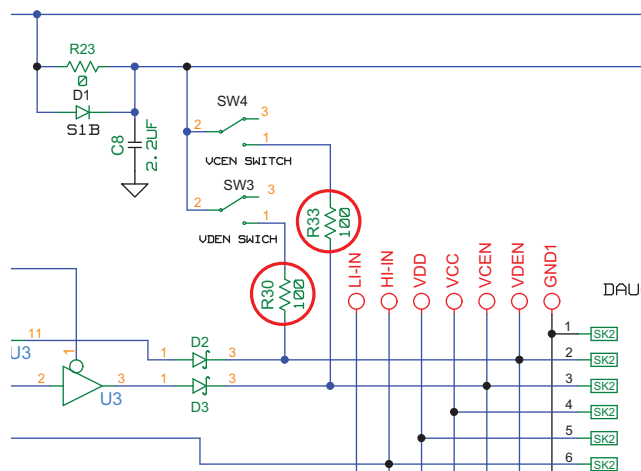 R23
0
D1
S1B
C8
2.2UF
SW4
3
2
1
VCEN SWITCH
SW3
3
2
1
VDEN SWICH
R33
100
R30
100
LI-IN
HI-IN
VDD
VCC
VCEN
VDEN
GND1
DAU
1
SK2
11
U3
1
D2
1
3
2
SK2
2
3
U3
1
3
D3
3
SK2
4
SK2
5
SK2
6
SK2